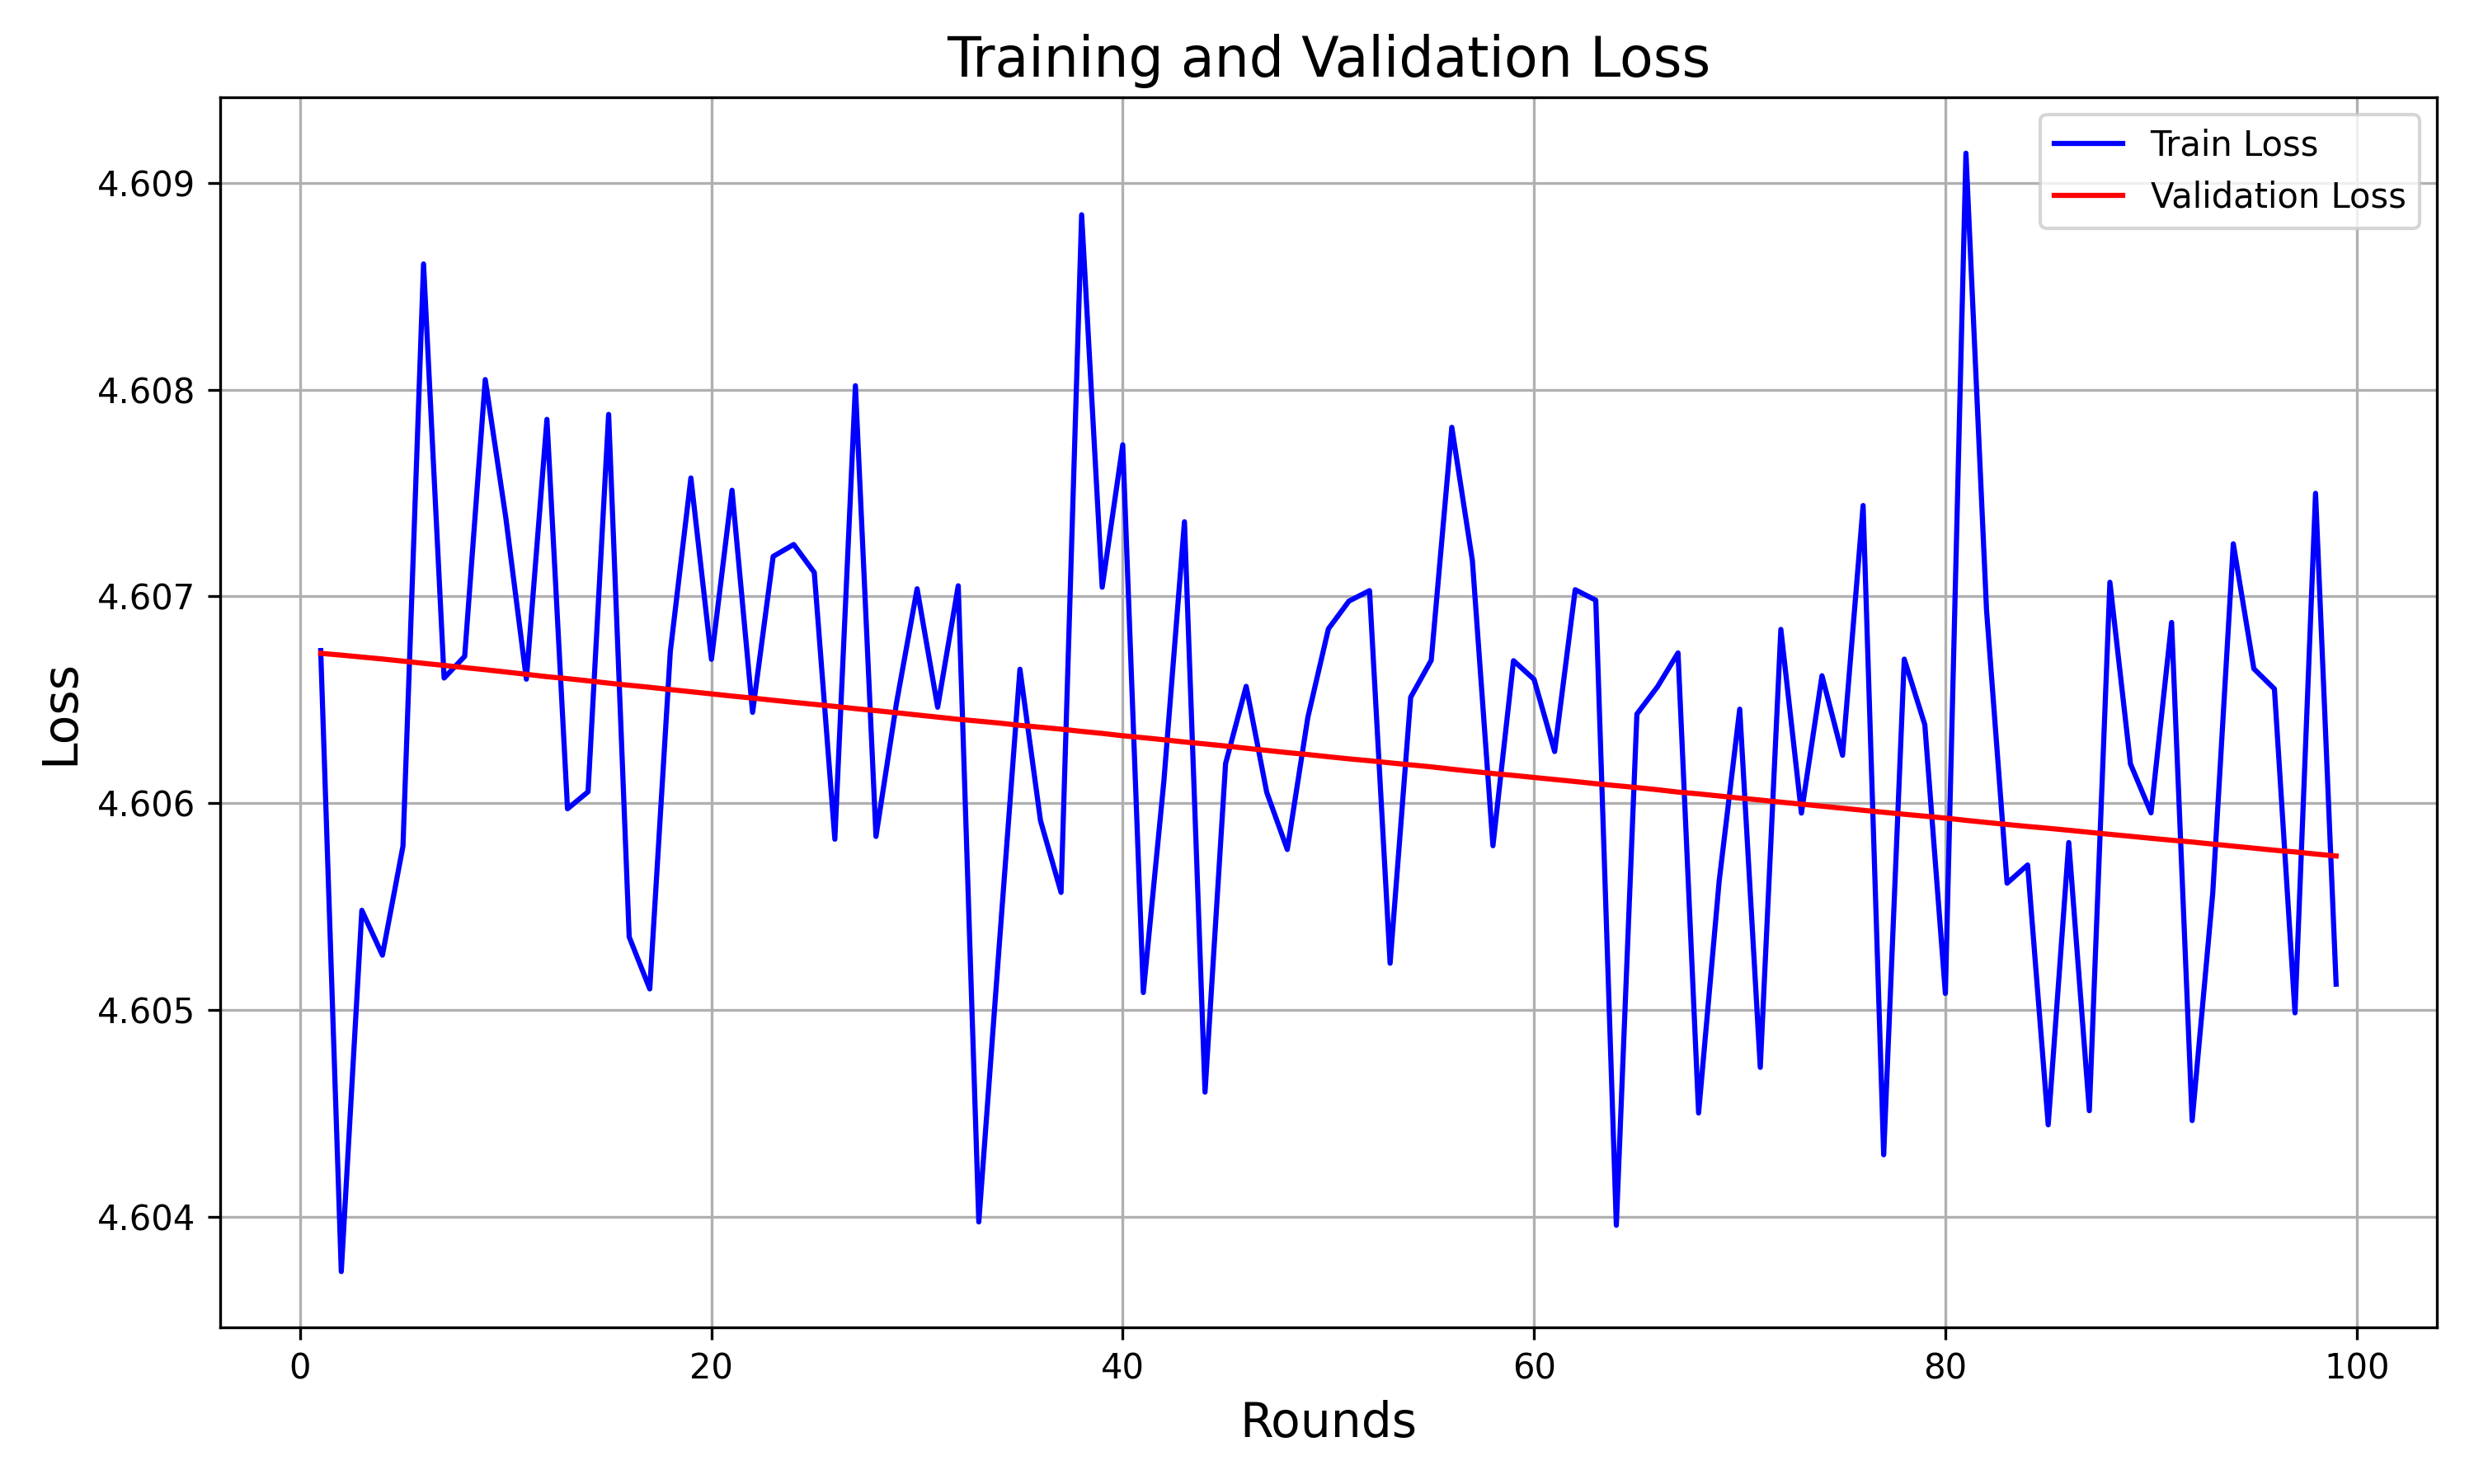 Training and Validation Loss
Train Loss
Validation Loss
4.609
4.608
4.607
4.606
4.605
4.604
Loss
0 20 40 60 80 100
Rounds